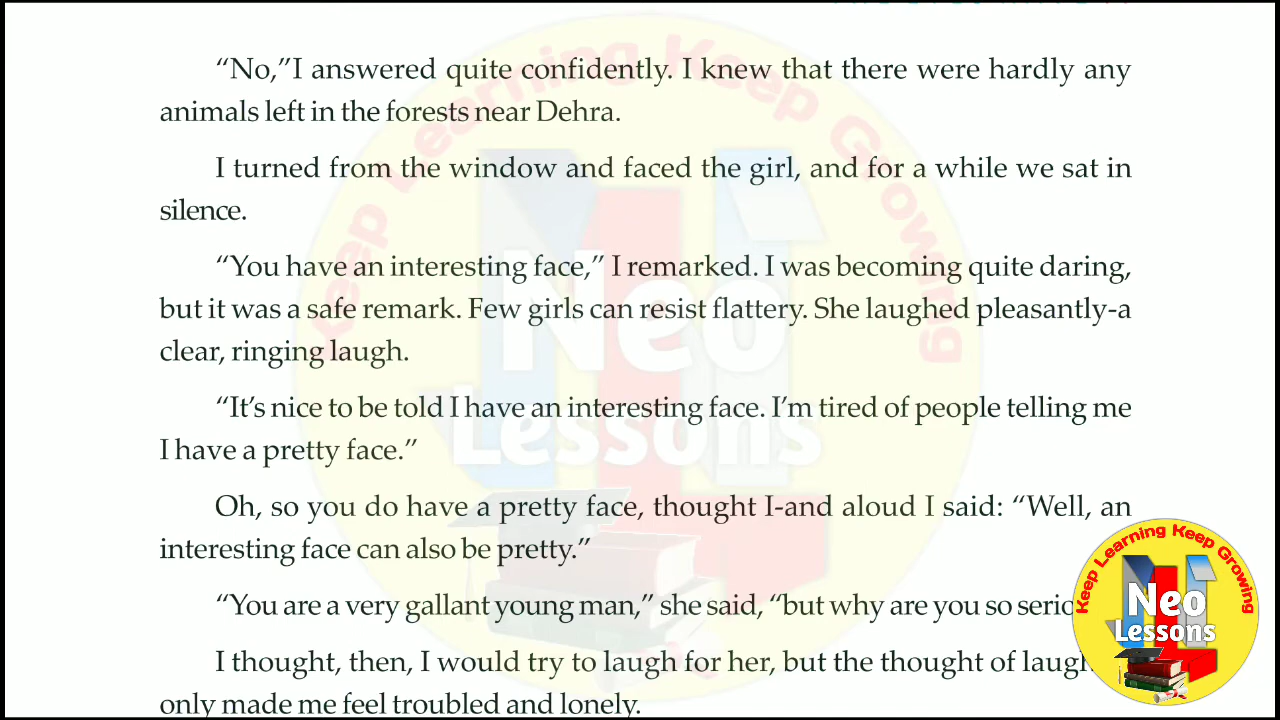 “No,”I answered quite confidently. I knew that there were hardly any
animals left in the forests near Dehra.
I turned from the window and faced the girl, and for a while we sat in
silence.
“You have an interesting face,” I remarked. I was becoming quite daring,
but it was a safe remark. Few girls can resist flattery. She laughed pleasantly-a
clear, ringing laugh.
“It’s nice to be told I have an interesting face. I’m tired of people telling me
I have a pretty face.”
Oh, so you do have a pretty face, thought I-and aloud I said: “Well, an
interesting face can also be pretty.”
“You are a very gallant young man,” she said, “but why are you so
I thought, then, I would try to laugh for her, but the thought of
only made me feel troubled and lonely.
Keep Learning Keep Growing
Neo
Lessons
Keep Learning Keep Growing
Neo
Lessons